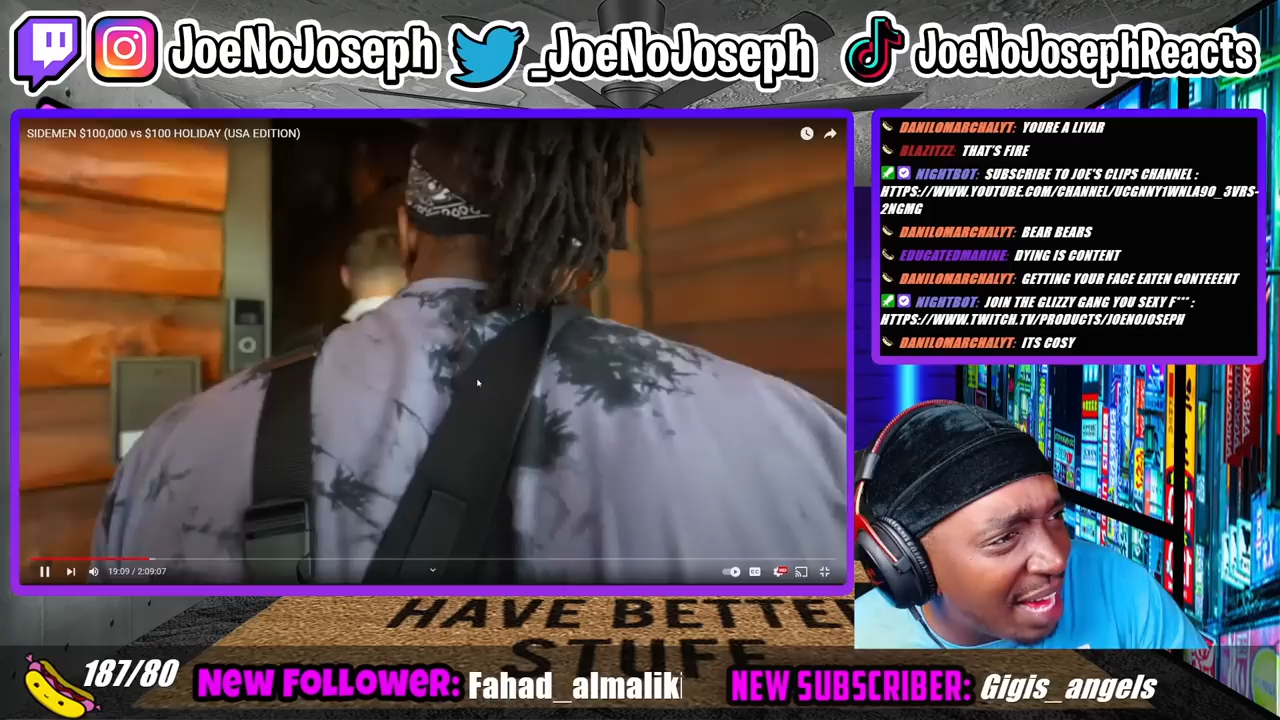 JoeNoJoseph _JoeNoJoseph JoeNoJosephReacts
SIDEMEN $100,000 vs $100 HOLIDAY (USA EDITION)
DANILOMARCHALYT: YOURE A LIYAR
BLAZITZZ: THAT'S FIRE
NIGHTBOT: SUBSCRIBE TO JOE'S CLIPS CHANNEL :
HTTPS://WWW.YOUTUBE.COM/CHANNEL/UCGNNY1WNLA9O_3VRS-
2NGMG
DANILOMARCHALYT: BEAR BEARS
EDUCATEDMARINE: DYING IS CONTENT
DANILOMARCHALYT: GETTING YOUR FACE EATEN CONTEEENT
NIGHTBOT: JOIN THE GLIZZY GANG YOU SEXY F*** :
HTTPS://WWW.TWITCH.TV/PRODUCTS/JOENOJOSEPH
DANILOMARCHALYT: ITS COSY
19:09 / 2:09:07
HAVE BETTE
STUFF
187/80 New Follower: Fahad_almalik NEW SUBSCRIBER: Gigis_angels